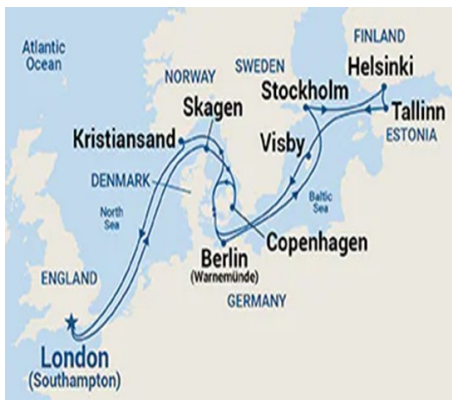 Atlantic
Ocean
FINLAND
Helsinki
SWEDEN
NORWAY
Stockholm
Skagen
Tallinn
ESTONIA
Kristiansand
Visby
DENMARK
Baltic
Sea
North
Sea
Copenhagen
Berlin
(Warnemünde)
ENGLAND
GERMANY
London
(Southampton)